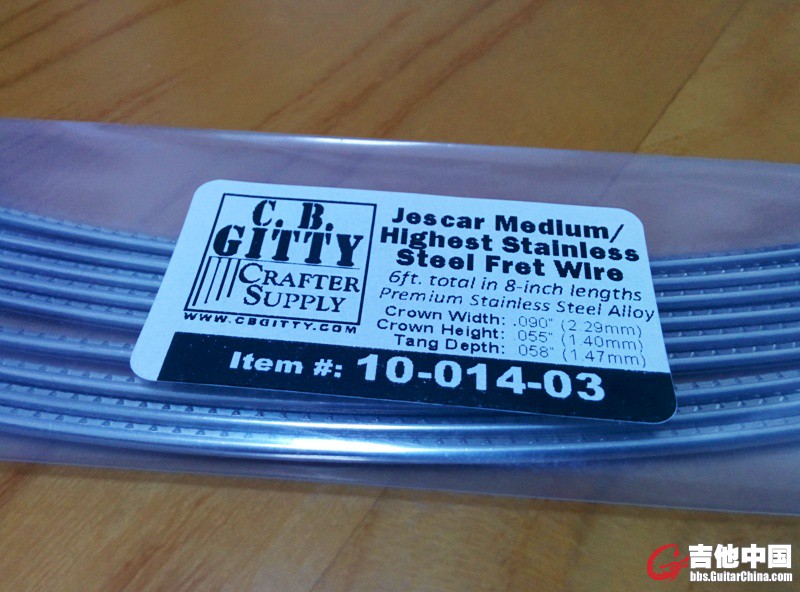 C. B.
GITTY
CRAFTER
SUPPLY
WWW.CBGITTY.COM
Jescar Medium/
Highest Stainless
Steel Fret Wire
6ft. total in 8-inch lengths
Premium Stainless Steel Alloy
Crown Width: .090" (2.29mm)
Crown Height: .055" (1.40mm)
Tang Depth: .058" (1.47mm)
Item #: 10-014-03
吉他中国
bbs.GuitarChina.com